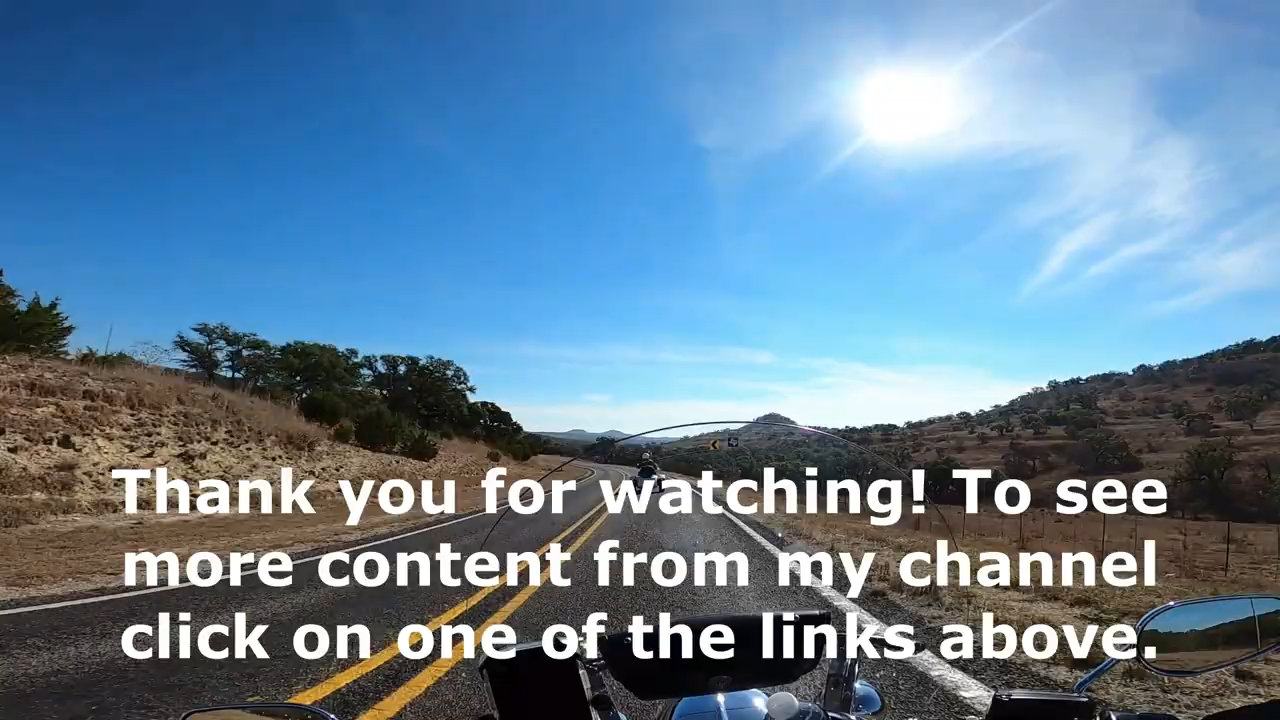 Thank you for watching! To see
more content from my channel
click on one of the links above.